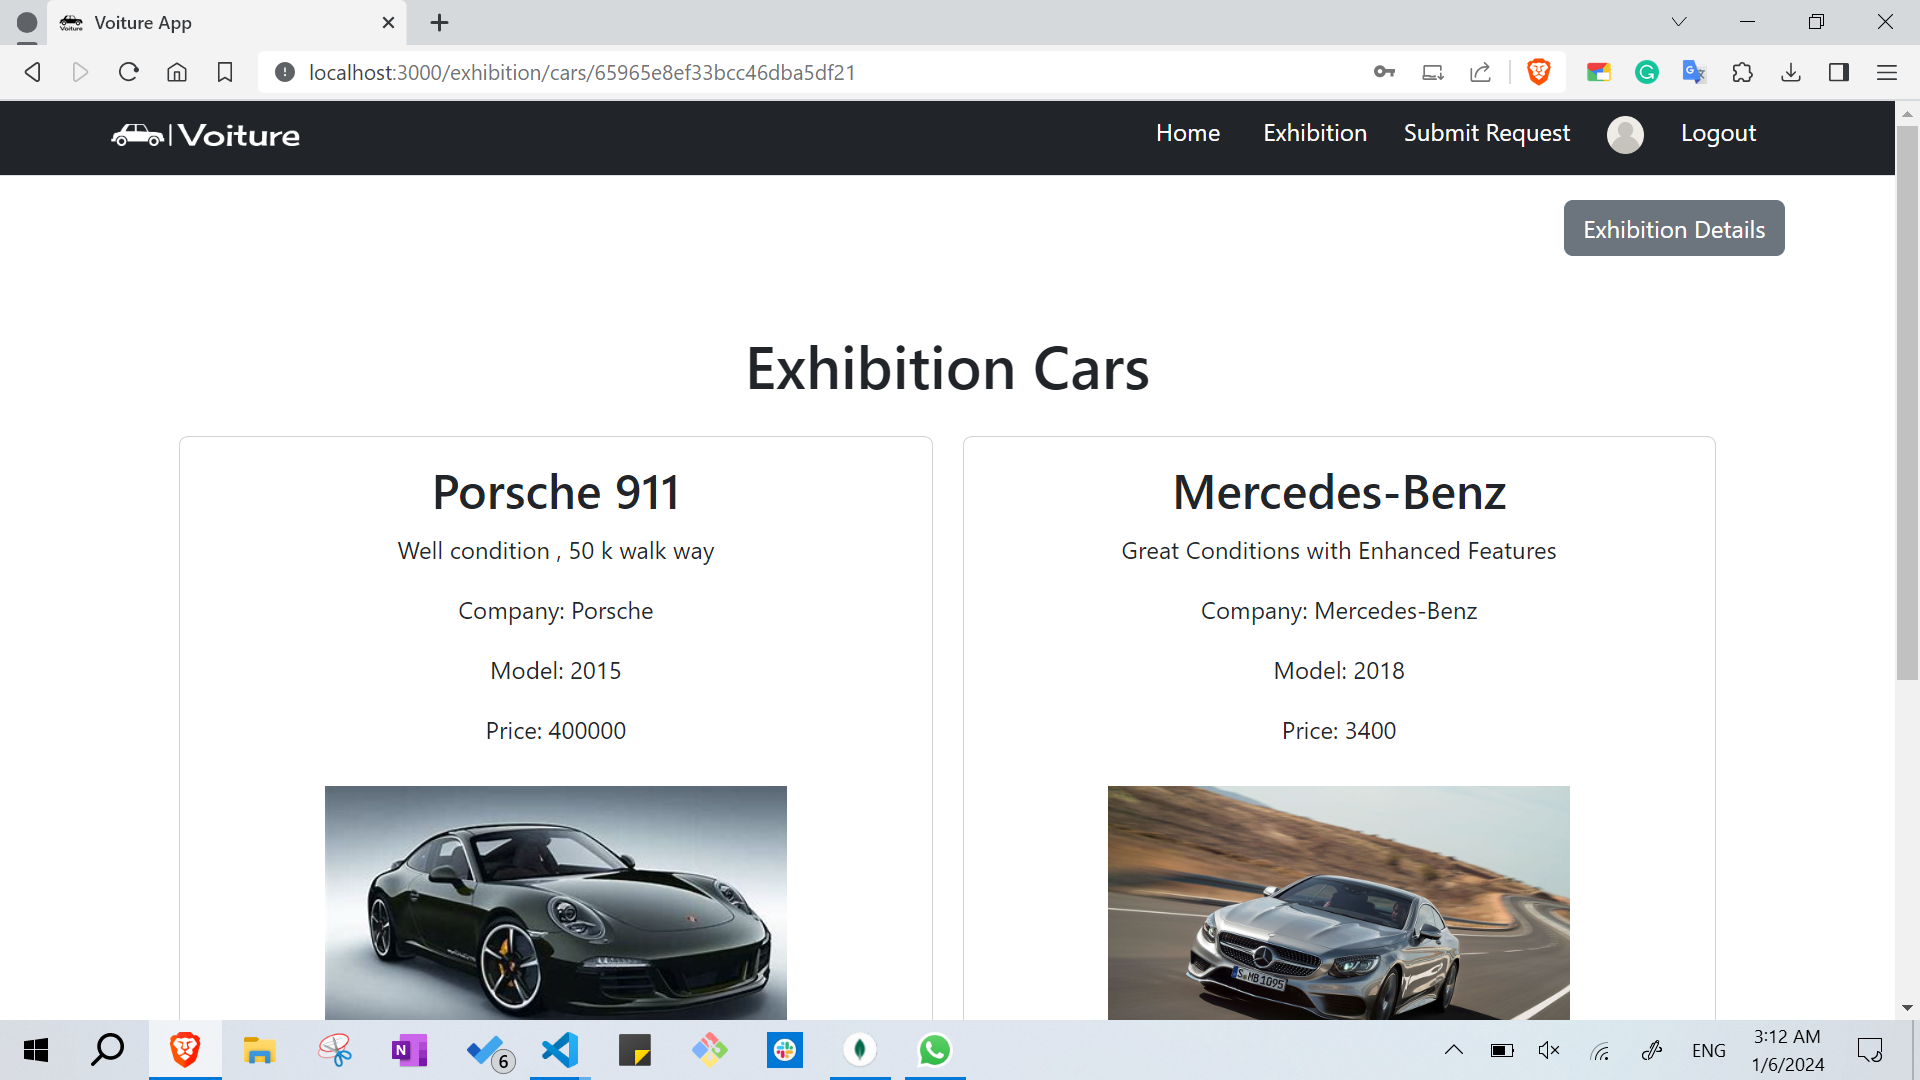 Voiture App
localhost:3000/exhibition/cars/65965e8ef33bcc46dba5df21
Voiture
Home
Exhibition
Submit Request
Logout
Exhibition Details
Exhibition Cars
Porsche 911
Well condition , 50 k walk way
Company: Porsche
Model: 2015
Price: 400000
Mercedes-Benz
Great Conditions with Enhanced Features
Company: Mercedes-Benz
Model: 2018
Price: 3400
S MB 1095
N
6
ENG
3:12 AM
1/6/2024